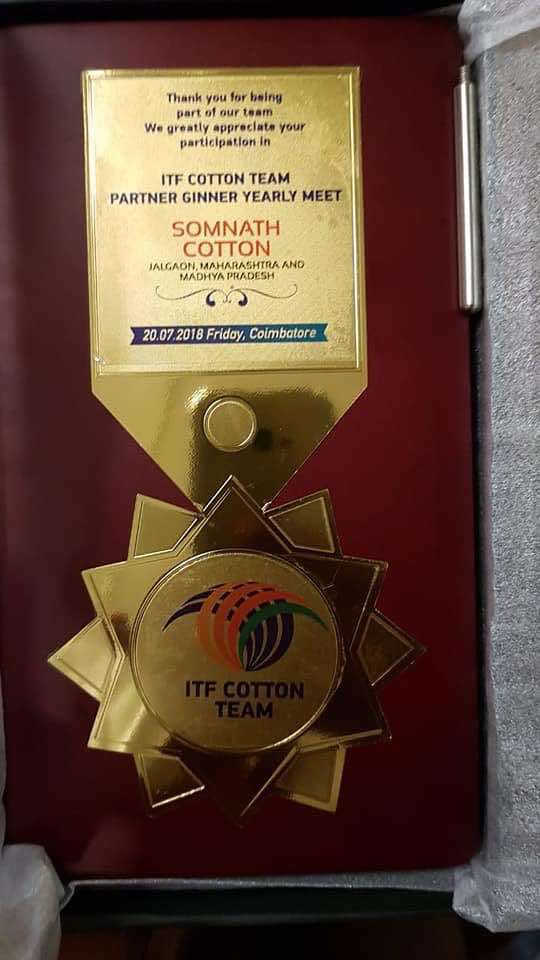 Thank you for being
part of our team
We greatly appreciate your
participation in
ITF COTTON TEAM
PARTNER GINNER YEARLY MEET
SOMNATH
COTTON
JALGAON, MAHARASHTRA AND
MADHYA PRADESH
20.07.2018 Friday, Coimbatore
ITF COTTON
TEAM